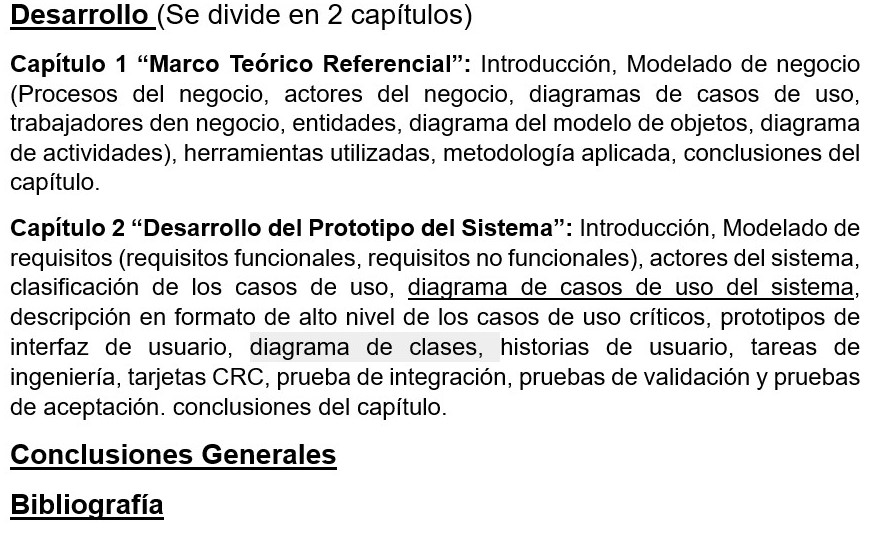 Desarrollo (Se divide en 2 capítulos)
Capítulo 1 “Marco Teórico Referencial”: Introducción, Modelado de negocio
(Procesos del negocio, actores del negocio, diagramas de casos de uso,
trabajadores den negocio, entidades, diagrama del modelo de objetos, diagrama
de actividades), herramientas utilizadas, metodología aplicada, conclusiones del
capítulo.
Capítulo 2 “Desarrollo del Prototipo del Sistema”: Introducción, Modelado de
requisitos (requisitos funcionales, requisitos no funcionales), actores del sistema,
clasificación de los casos de uso, diagrama de casos de uso del sistema,
descripción en formato de alto nivel de los casos de uso críticos, prototipos de
interfaz de usuario, diagrama de clases, historias de usuario, tareas de
ingeniería, tarjetas CRC, prueba de integración, pruebas de validación y pruebas
de aceptación. conclusiones del capítulo.
Conclusiones Generales
Bibliografía